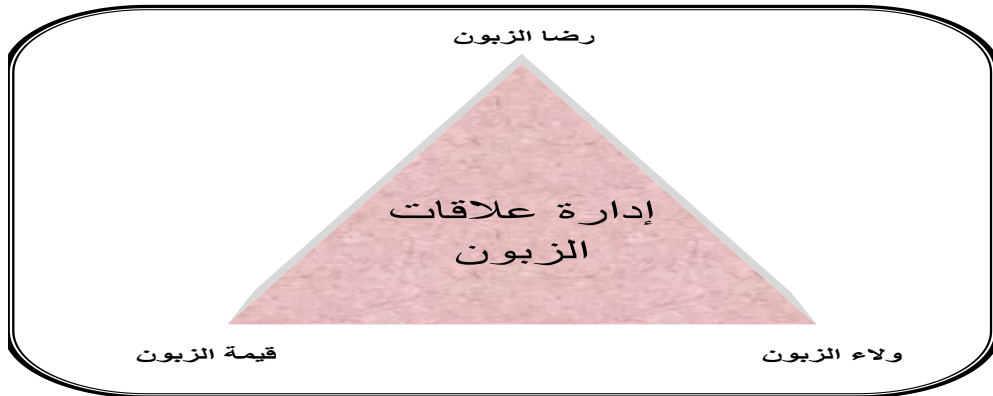 رضا الزبون
إدارة علاقات
الزبون
ولاء الزبون
قيمة الزبون